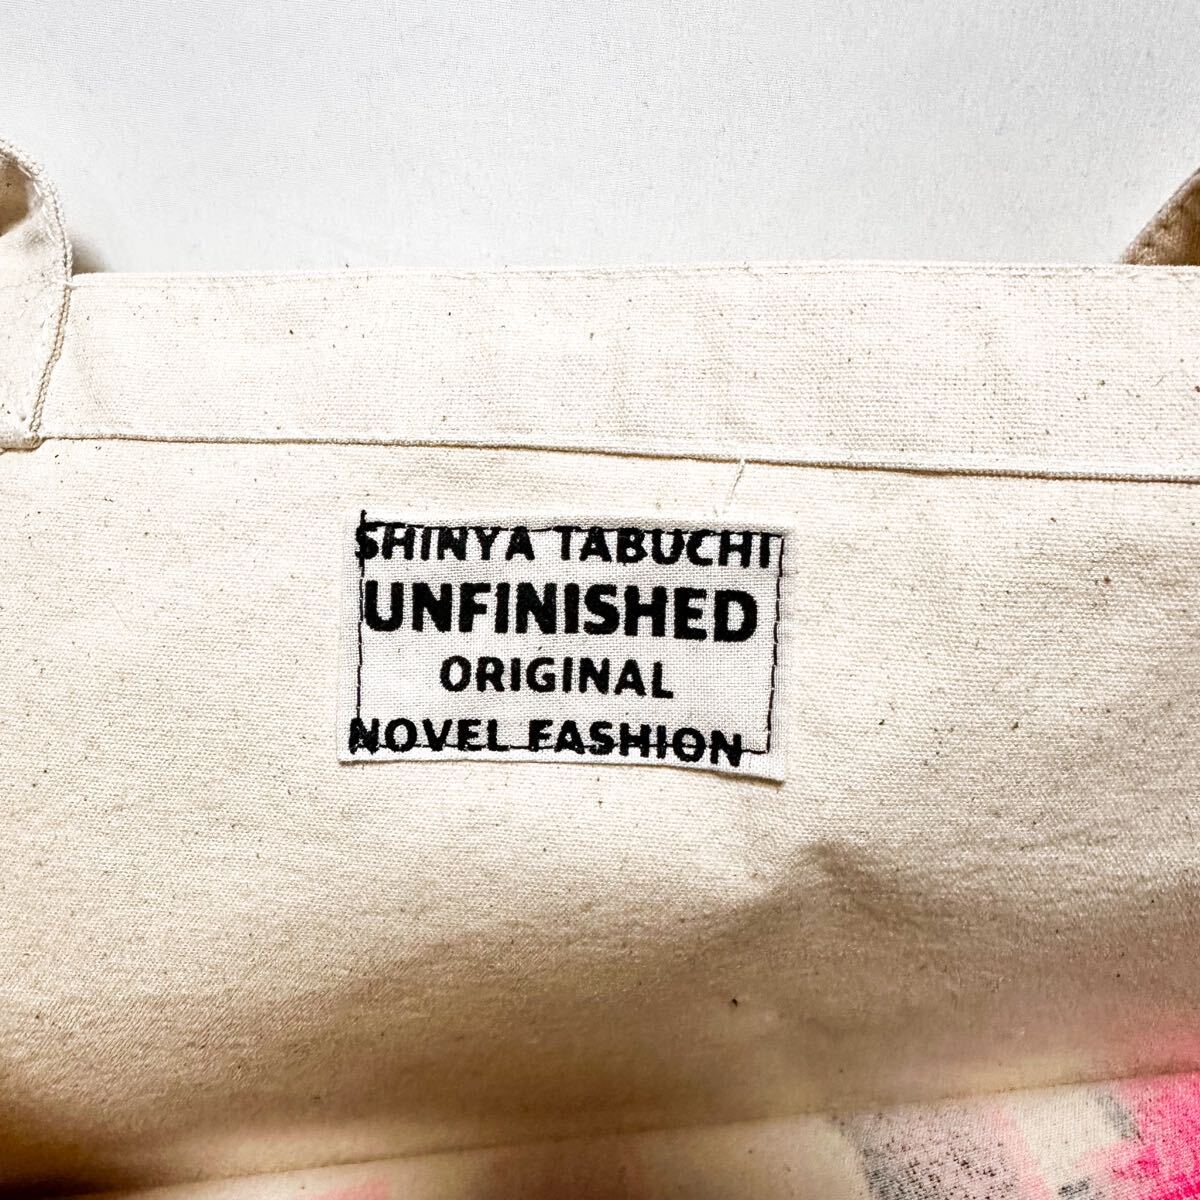 SHINYA TABUCHI
UNFINISHED
ORIGINAL
NOVEL FASHION